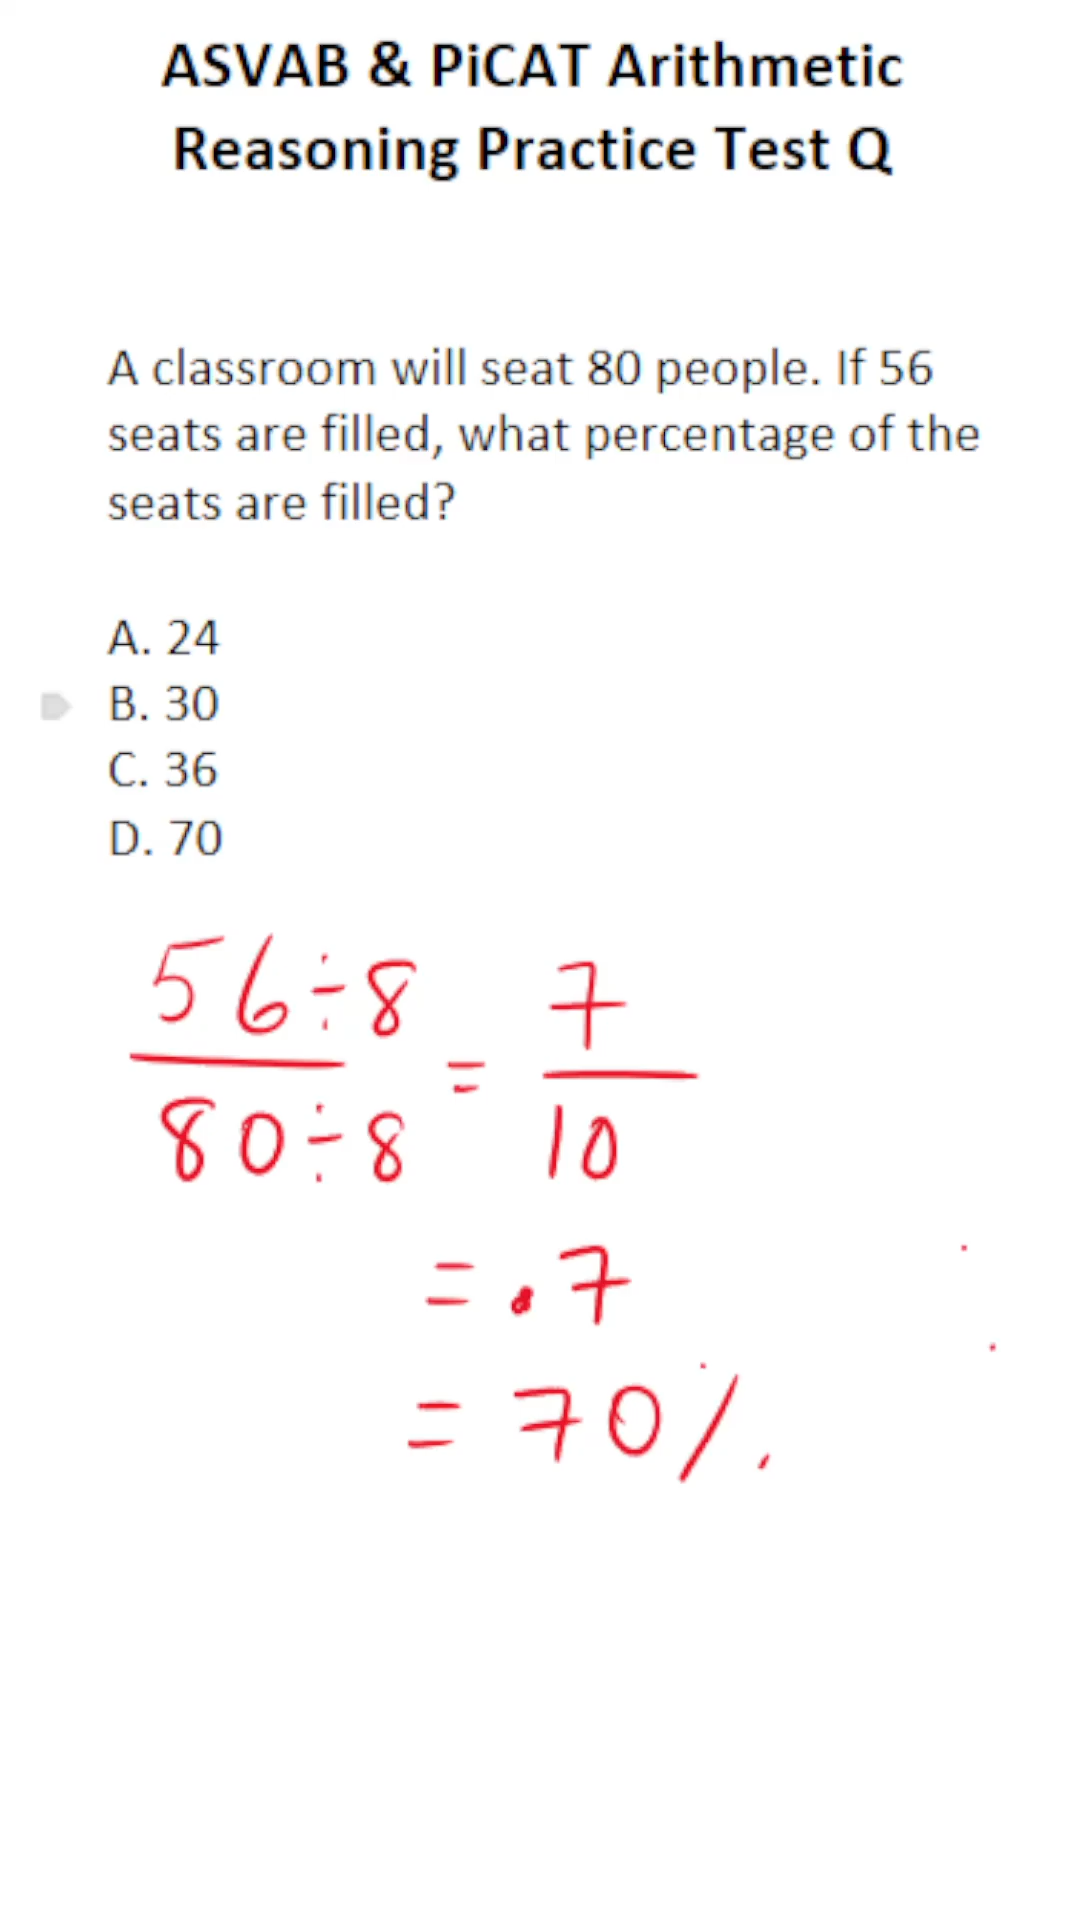 ASVAB & PiCAT Arithmetic
Reasoning Practice Test Q
A classroom will seat 80 people. If 56
seats are filled, what percentage of the
seats are filled?
A. 24
B. 30
C. 36
D. 70
56÷8 / 80÷8 = 7/10
= .7
= 70%